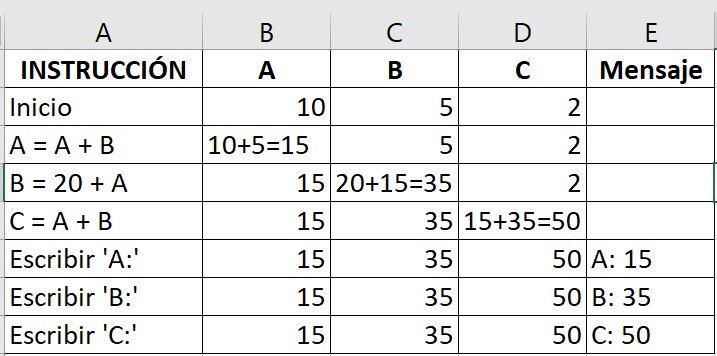 A B C D E
INSTRUCCIÓN A B C Mensaje
Inicio 10 5 2
A = A + B 10+5=15 5 2
B = 20 + A 15 20+15=35 2
C = A + B 15 35 15+35=50
Escribir 'A:' 15 35 50 A: 15
Escribir 'B:' 15 35 50 B: 35
Escribir 'C:' 15 35 50 C: 50